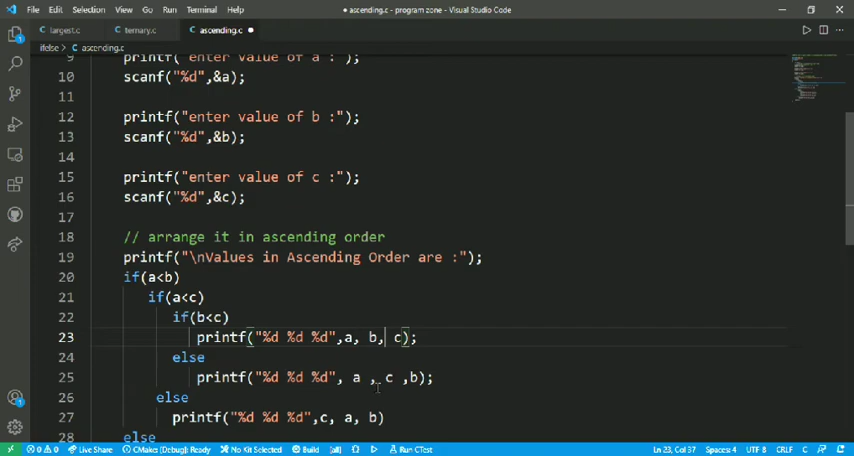 File Edit Selection View Go Run Terminal Help ● ascending.c - program zone - Visual Studio Code
C largest.c C ternary.c C ascending.c ●
ifelse > C ascending.c
9 printf(" enter value of a : ");
10 scanf("%d",&a);
11
12 printf("enter value of b :");
13 scanf("%d",&b);
14
15 printf("enter value of c :");
16 scanf("%d",&c);
17
18 // arrange it in ascending order
19 printf("\nValues in Ascending Order are :");
20 if(a<b)
21 if(a<c)
22 if(b<c)
23 printf("%d %d %d",a, b, c);
24 else
25 printf("%d %d %d", a , c ,b);
26 else
27 printf("%d %d %d",c, a, b)
28 else
1
1
0 0 Live Share CMake: [Debug]: Ready No Kit Selected Build [all] Run CTest Ln 23, Col 37 Spaces: 4 UTF-8 CRLF C